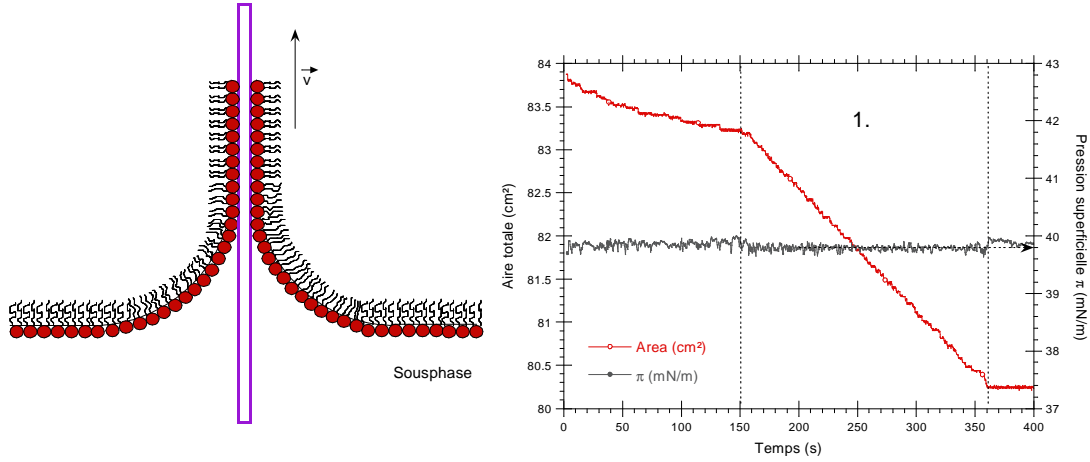 v
Sousphase
84
83.5
83
82.5
82
81.5
81
80.5
80
Aire totale (cm²)
43
42
41
40
39
38
37
Pression superficielle π (mN/m)
1.
Area (cm²)
π (mN/m)
0 50 100 150 200 250 300 350 400
Temps (s)